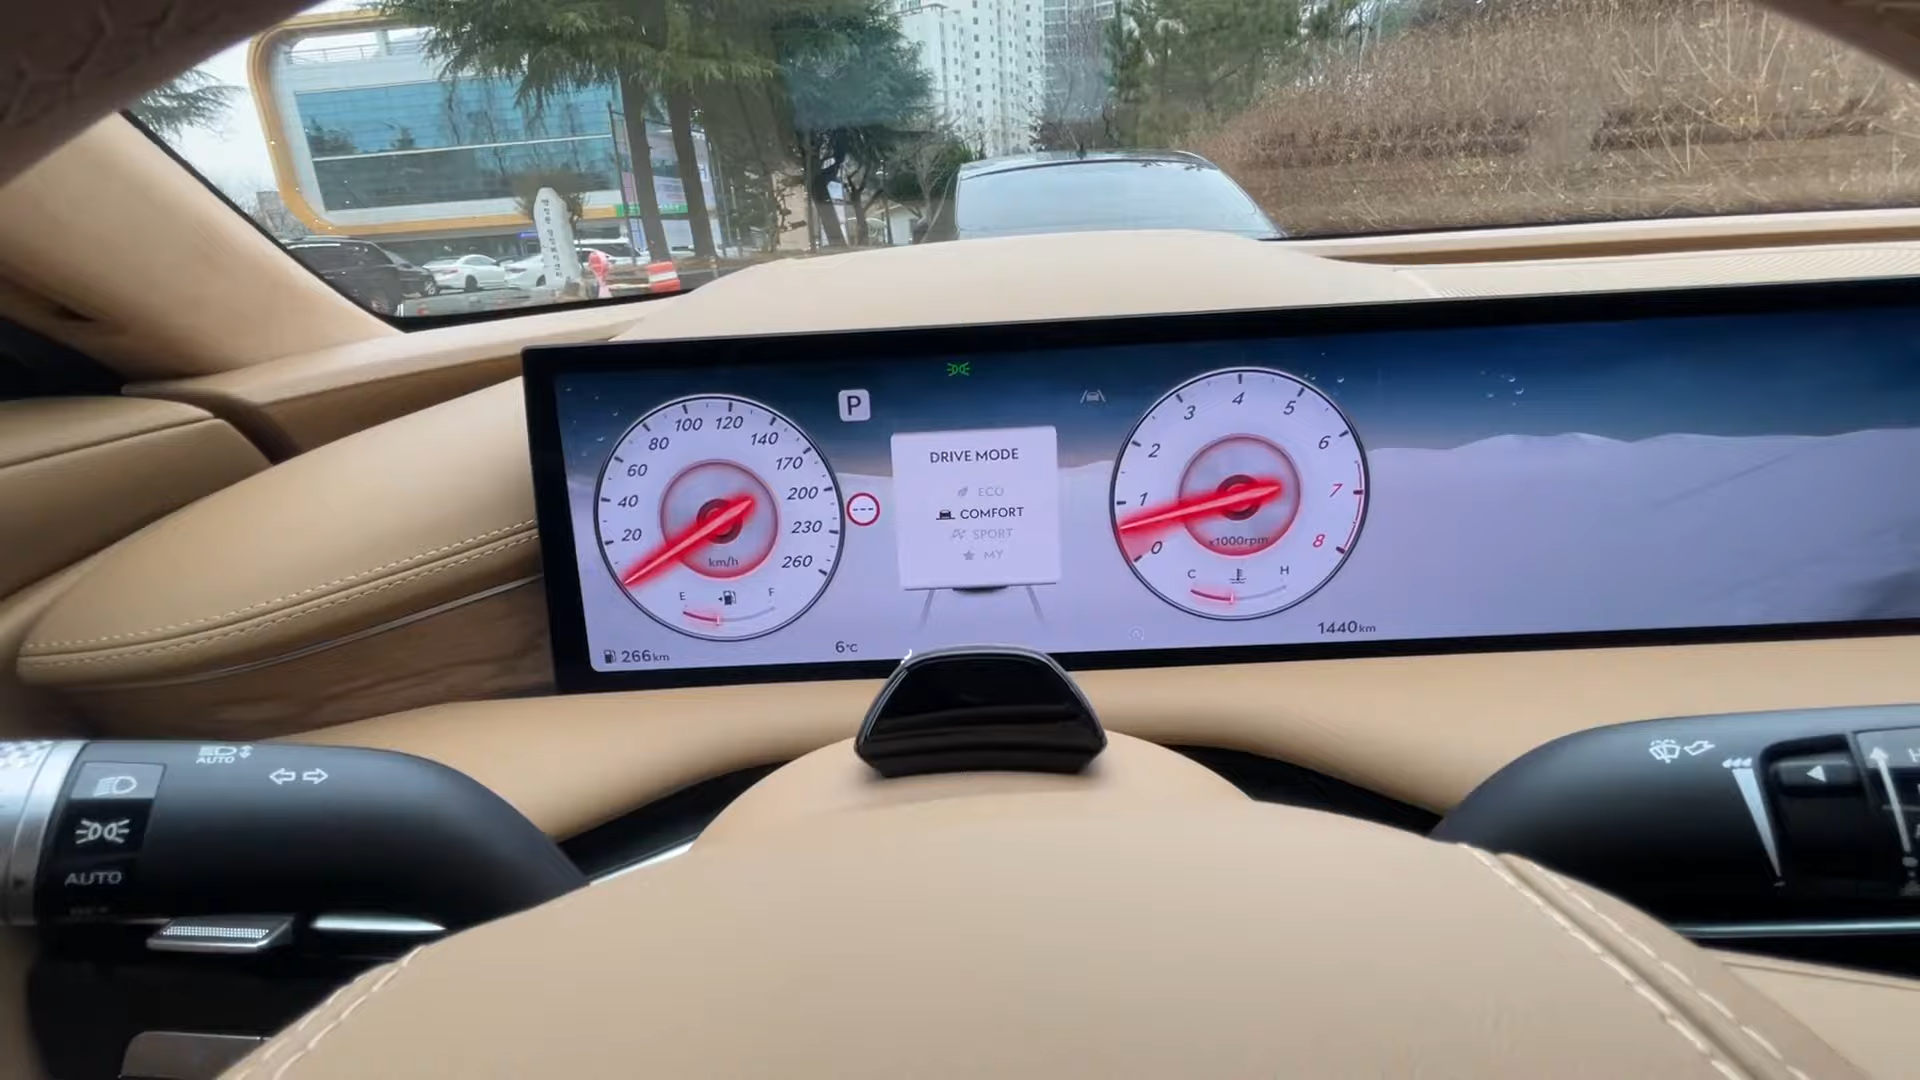 P
DRIVE MODE
ECO
COMFORT
SPORT
MY
20
40
60
80
100
120
140
170
200
230
260
km/h
E
F
266km
6°C
0
1
2
3
4
5
6
7
8
x1000rpm
C
H
1440km
AUTO
AUTO